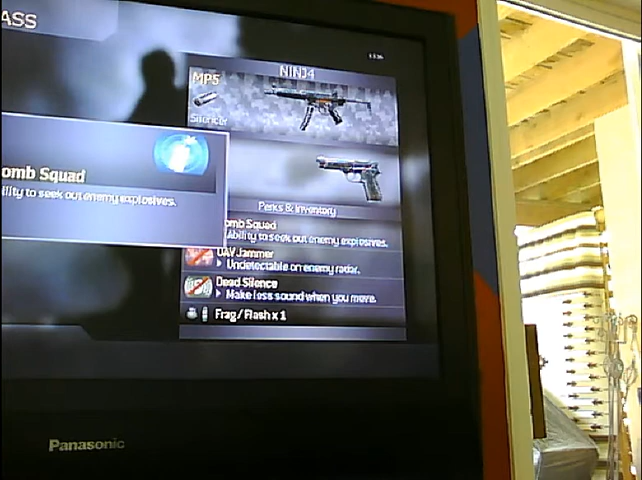 ASS
NINJ4
MP5
Silencer
omb Squad
ility to seek out enemy explosives.
Perks & Inventory
omb Squad
Ability to seek out enemy explosives.
UAV Jammer
Undetectable on enemy radar.
Dead Silence
Make less sound when you move.
Frag / Flash x 1
Panasonic